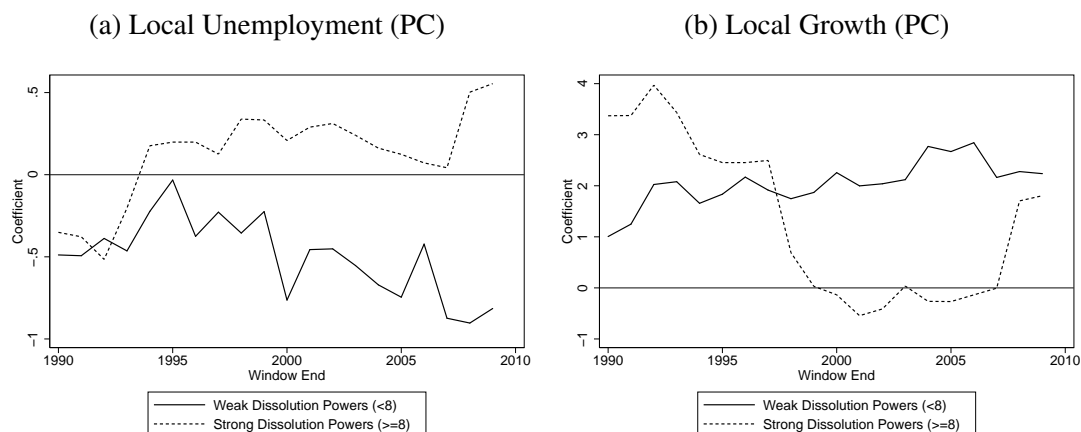 (a) Local Unemployment (PC)
.5
0
-.5
-1
Coefficient
1990
1995
2000
2005
2010
Window End
Weak Dissolution Powers (<8)
Strong Dissolution Powers (>=8)
(b) Local Growth (PC)
4
3
2
1
0
-1
Coefficient
1990
1995
2000
2005
2010
Window End
Weak Dissolution Powers (<8)
Strong Dissolution Powers (>=8)